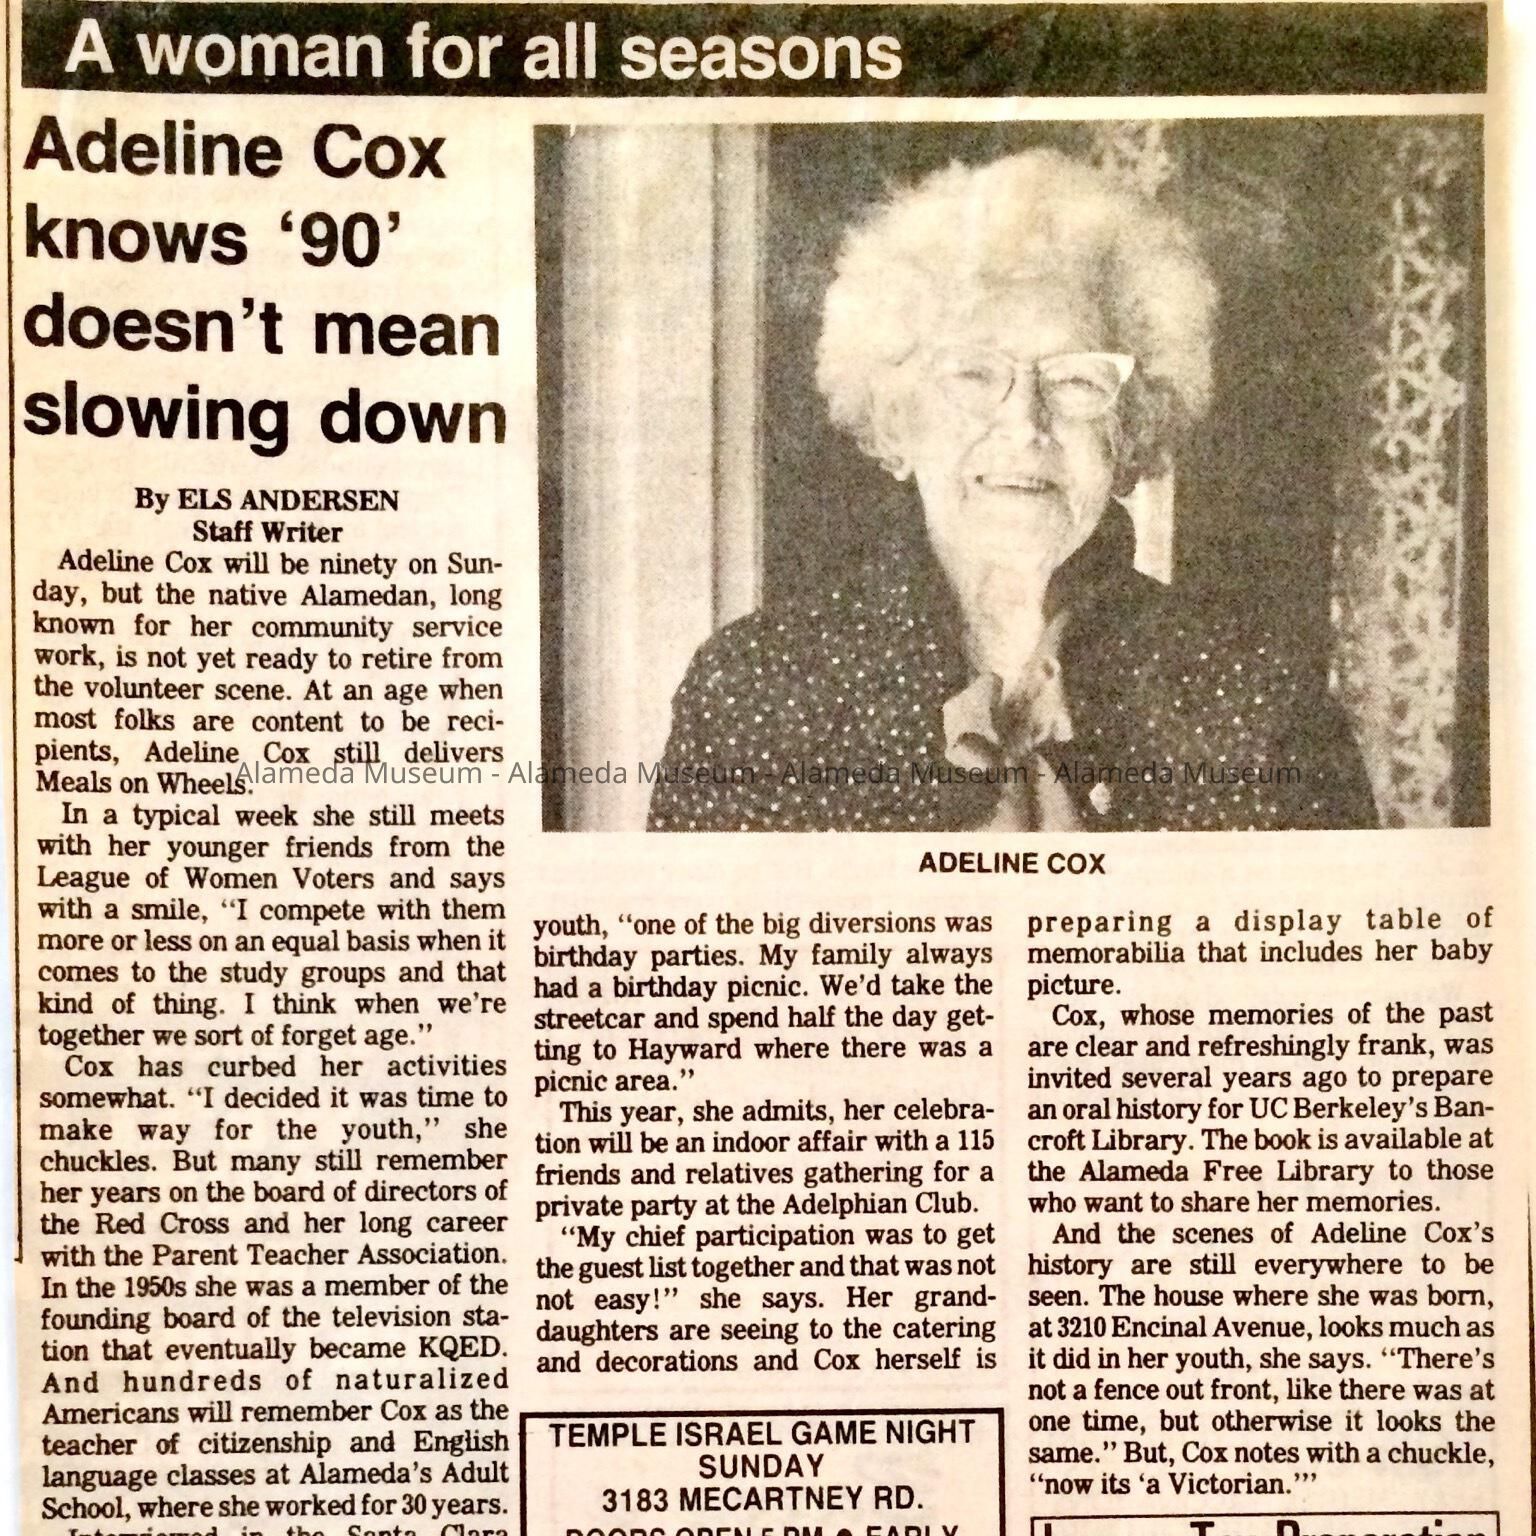 A woman for all seasons
Adeline Cox
knows ‘90’
doesn’t mean
slowing down
By ELS ANDERSEN
Staff Writer
Adeline Cox will be ninety on Sun-
day, but the native Alamedan, long
known for her community service
work, is not yet ready to retire from
the volunteer scene. At an age when
most folks are content to be reci-
pients, Adeline Cox still delivers
Meals on Wheels.
In a typical week she still meets
with her younger friends from the
League of Women Voters and says
with a smile, “I compete with them
more or less on an equal basis when it
comes to the study groups and that
kind of thing. I think when we’re
together we sort of forget age.”
Cox has curbed her activities
somewhat. “I decided it was time to
make way for the youth,” she
chuckles. But many still remember
her years on the board of directors of
the Red Cross and her long career
with the Parent Teacher Association.
In the 1950s she was a member of the
founding board of the television sta-
tion that eventually became KQED.
And hundreds of naturalized
Americans will remember Cox as the
teacher of citizenship and English
language classes at Alameda’s Adult
School, where she worked for 30 years.
Interviewed in the Santa Clara
Alameda Museum - Alameda Museum - Alameda Museum - Alameda Museum
ADELINE COX
youth, “one of the big diversions was
birthday parties. My family always
had a birthday picnic. We’d take the
streetcar and spend half the day get-
ting to Hayward where there was a
picnic area.”
This year, she admits, her celebra-
tion will be an indoor affair with a 115
friends and relatives gathering for a
private party at the Adelphian Club.
“My chief participation was to get
the guest list together and that was not
not easy!” she says. Her grand-
daughters are seeing to the catering
and decorations and Cox herself is
TEMPLE ISRAEL GAME NIGHT
SUNDAY
3183 MECARTNEY RD.
DOORS OPEN 5 PM ● EARLY
preparing a display table of
memorabilia that includes her baby
picture.
Cox, whose memories of the past
are clear and refreshingly frank, was
invited several years ago to prepare
an oral history for UC Berkeley’s Ban-
croft Library. The book is available at
the Alameda Free Library to those
who want to share her memories.
And the scenes of Adeline Cox’s
history are still everywhere to be
seen. The house where she was born,
at 3210 Encinal Avenue, looks much as
it did in her youth, she says. “There’s
not a fence out front, like there was at
one time, but otherwise it looks the
same.” But, Cox notes with a chuckle,
“now its ‘a Victorian.’”
Tax Preparation